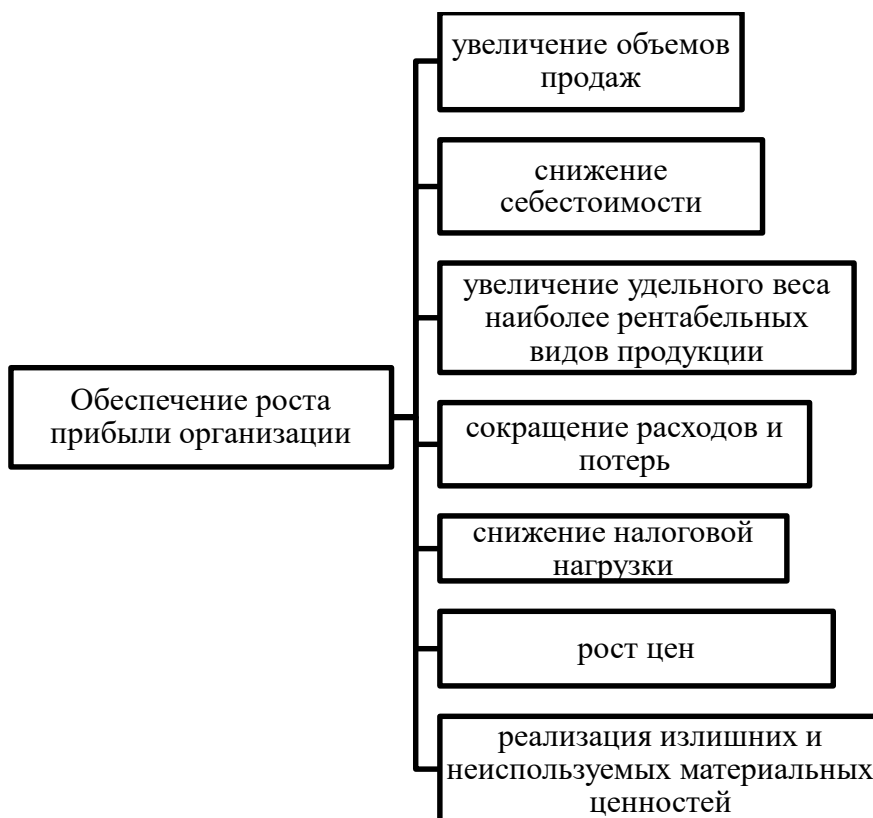 увеличение объемов
продаж
снижение
себестоимости
увеличение удельного веса
наиболее рентабельных
видов продукции
Обеспечение роста
прибыли организации
сокращение расходов и
потерь
снижение налоговой
нагрузки
рост цен
реализация излишних и
неиспользуемых материальных
ценностей